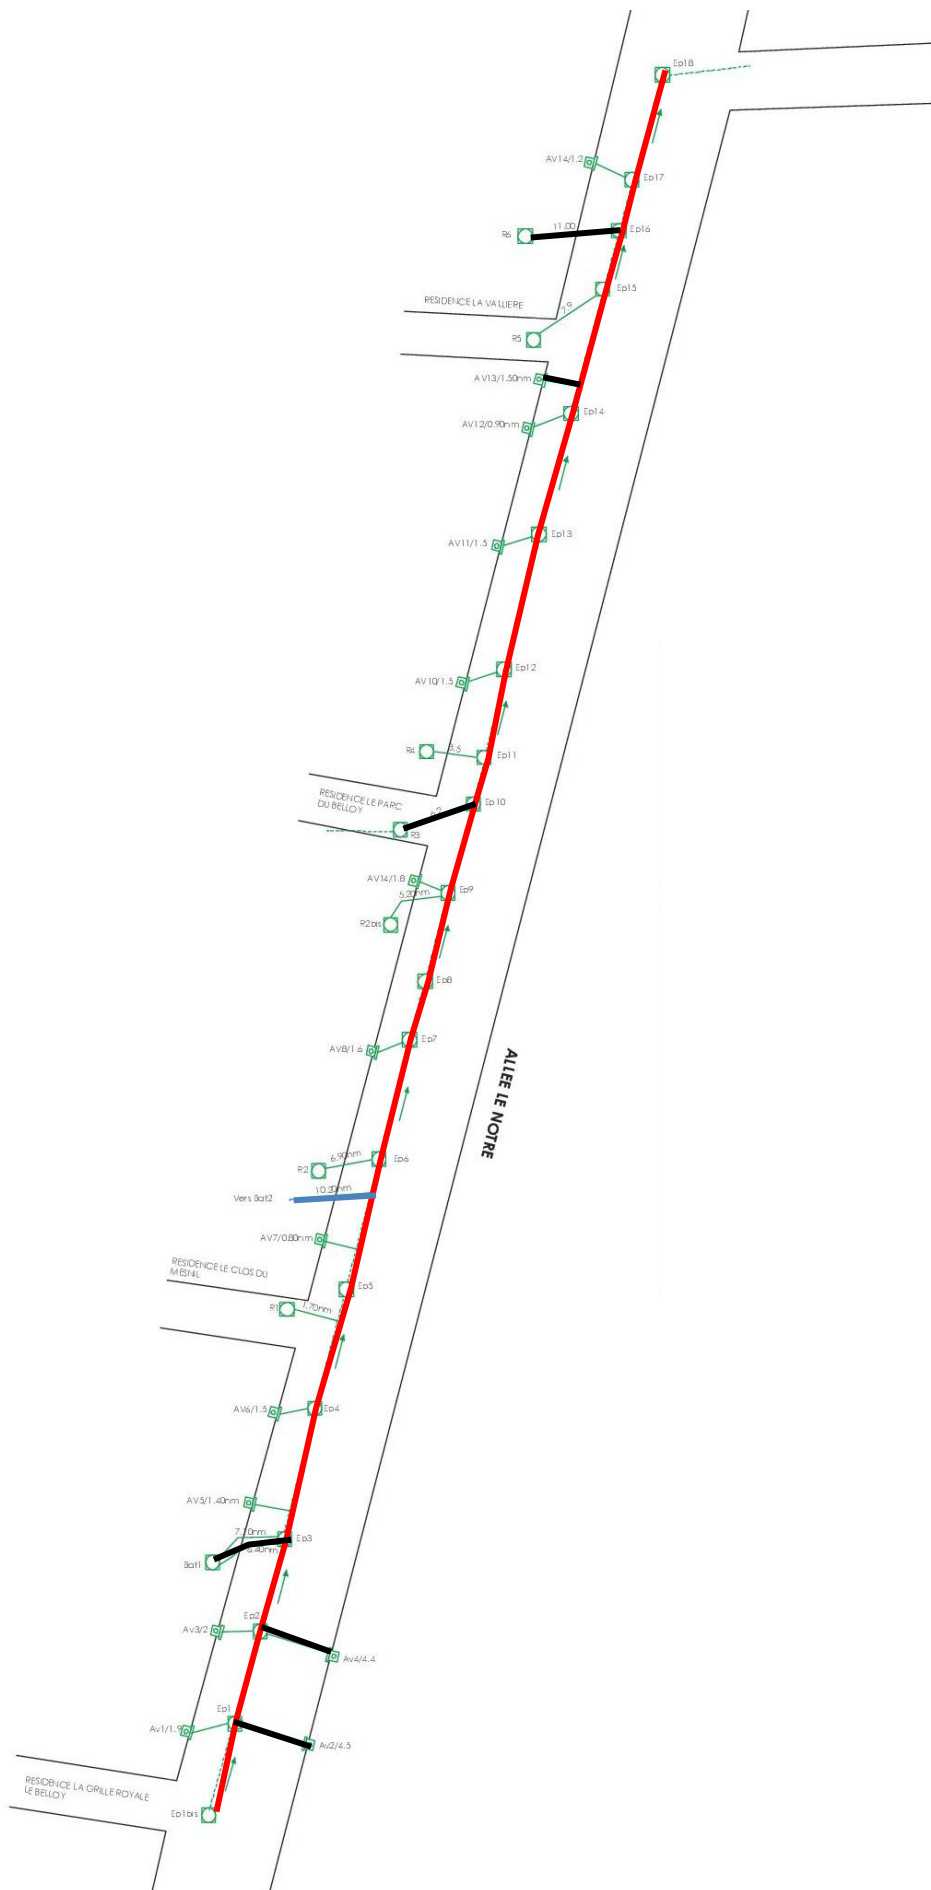 Ep18
AV14/1.2
Ep17
11.00
R6
Ep16
Ep15
RESIDENCE LA VALLIERE
7.9
R5
AV13/1.50nm
Ep14
AV12/0.90nm
Ep13
AV11/1.5
Ep12
AV10/1.5
R4
3.5
Ep11
RESIDENCE LE PARC
DU BELLOY
Ep10
R3
AV14/1.8
Ep9
5.20nm
R2bis
Ep8
Ep7
AV8/1.6
ALLEE LE NOTRE
6.90nm
Ep6
R2
10.20nm
Vers Bat2
AV7/0.80nm
RESIDENCE LE CLOS DU
MESNIL
Ep5
R1
1.70nm
AV6/1.5
Ep4
AV5/1.40nm
7.10nm
Ep3
Bat1
Ep2
Av3/2
Av4/4.4
Ep1
Av1/1.9
Av2/4.5
RESIDENCE LA GRILLE ROYALE
LE BELLOY
Ep1bis